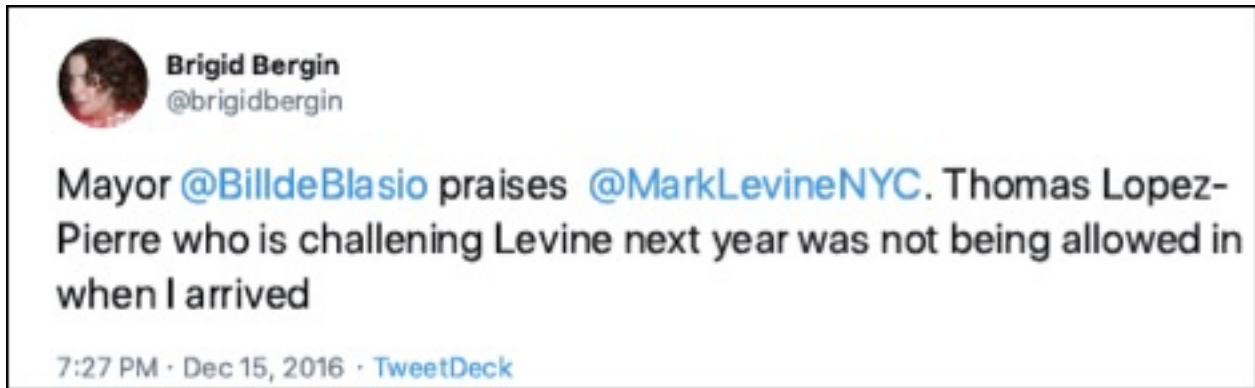 Brigid Bergin
@brigidbergin
Mayor @BilldeBlasio praises @MarkLevineNYC. Thomas Lopez-
Pierre who is challening Levine next year was not being allowed in
when I arrived
7:27 PM · Dec 15, 2016 · TweetDeck